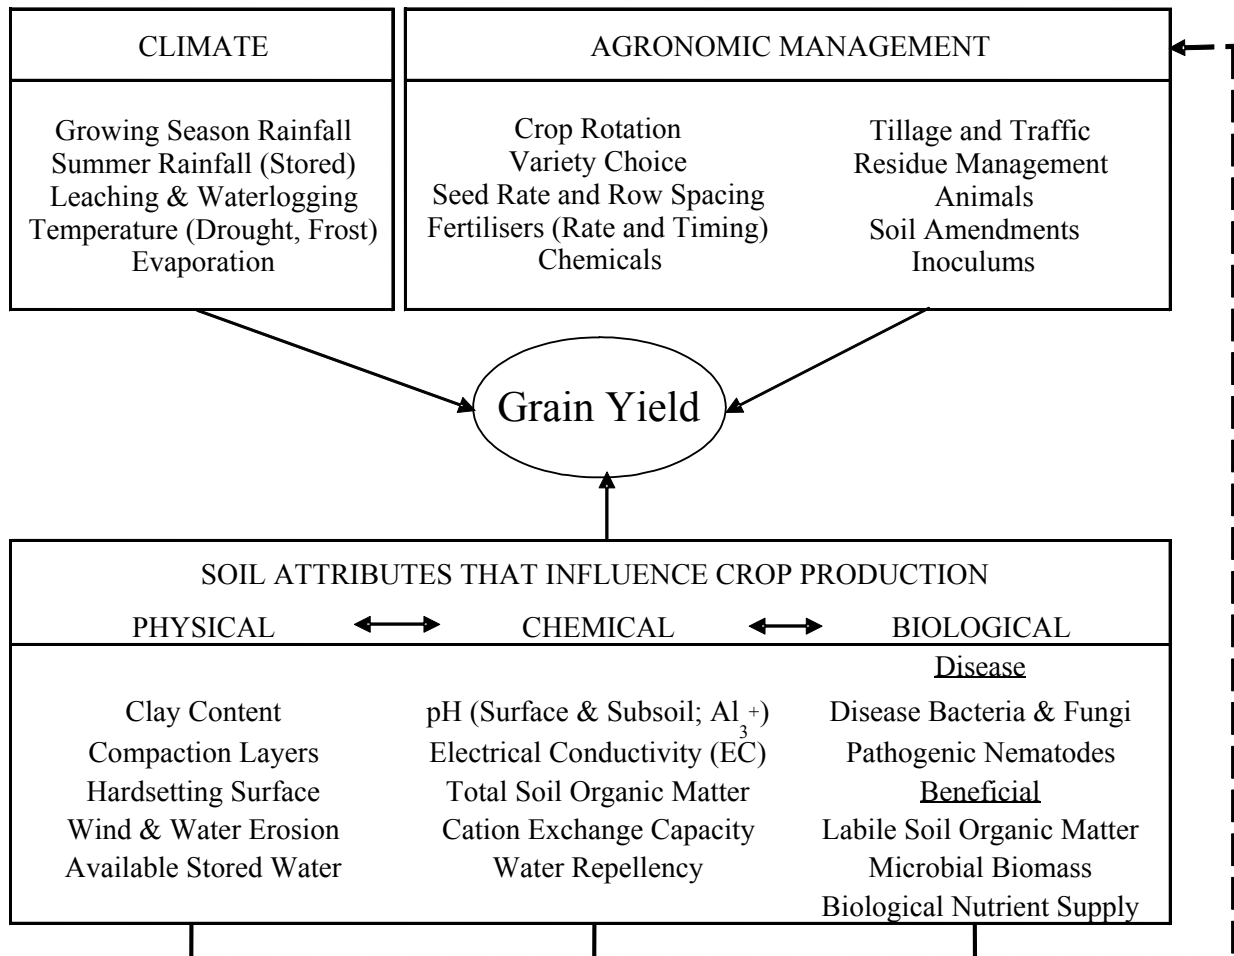 CLIMATE
Growing Season Rainfall
Summer Rainfall (Stored)
Leaching & Waterlogging
Temperature (Drought, Frost)
Evaporation
AGRONOMIC MANAGEMENT
Crop Rotation
Variety Choice
Seed Rate and Row Spacing
Fertilisers (Rate and Timing)
Chemicals
Tillage and Traffic
Residue Management
Animals
Soil Amendments
Inoculums
Grain Yield
SOIL ATTRIBUTES THAT INFLUENCE CROP PRODUCTION
PHYSICAL
Clay Content
Compaction Layers
Hardsetting Surface
Wind & Water Erosion
Available Stored Water
CHEMICAL
pH (Surface & Subsoil; Al3+)
Electrical Conductivity (EC)
Total Soil Organic Matter
Cation Exchange Capacity
Water Repellency
BIOLOGICAL
Disease
Disease Bacteria & Fungi
Pathogenic Nematodes
Beneficial
Labile Soil Organic Matter
Microbial Biomass
Biological Nutrient Supply